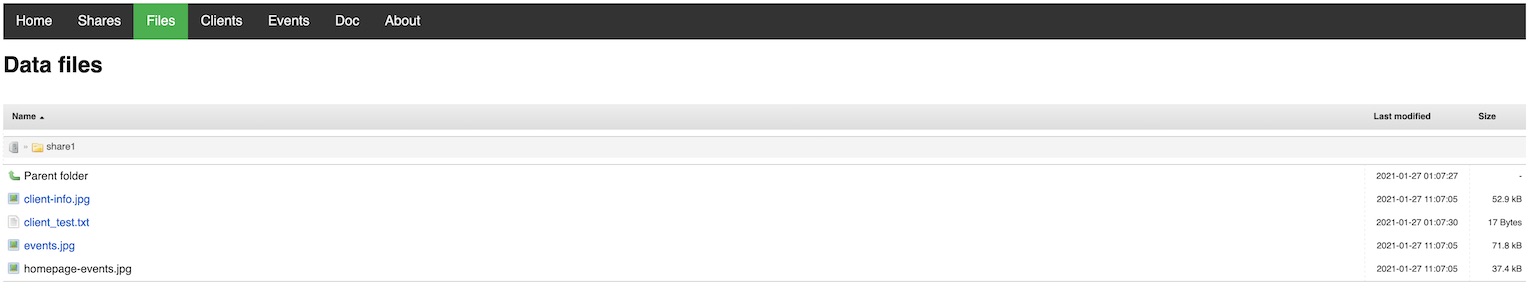 Home Shares Files Clients Events Doc About
Data files
Name ▲ Last modified Size
» share1
Parent folder 2021-01-27 01:07:27 -
client-info.jpg 2021-01-27 11:07:05 52.9 kB
client_test.txt 2021-01-27 01:07:30 17 Bytes
events.jpg 2021-01-27 11:07:05 71.8 kB
homepage-events.jpg 2021-01-27 11:07:05 37.4 kB